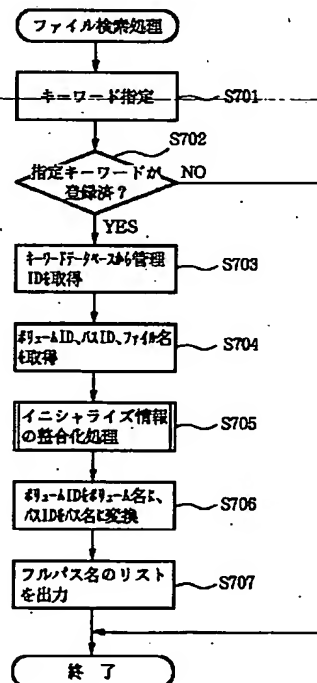 ファイル検索処理
キーワード指定
S701
S702
指定キーワードが
登録済?
NO
YES
キーワードデータベースから管理
IDを取得
S703
ボリュームID、パスID、ファイル名
を取得
S704
イニシャライズ情報
の整合化処理
S705
ボリュームIDをボリューム名に、
パスIDをパス名に変換
S706
フルパス名のリスト
を出力
S707
終了